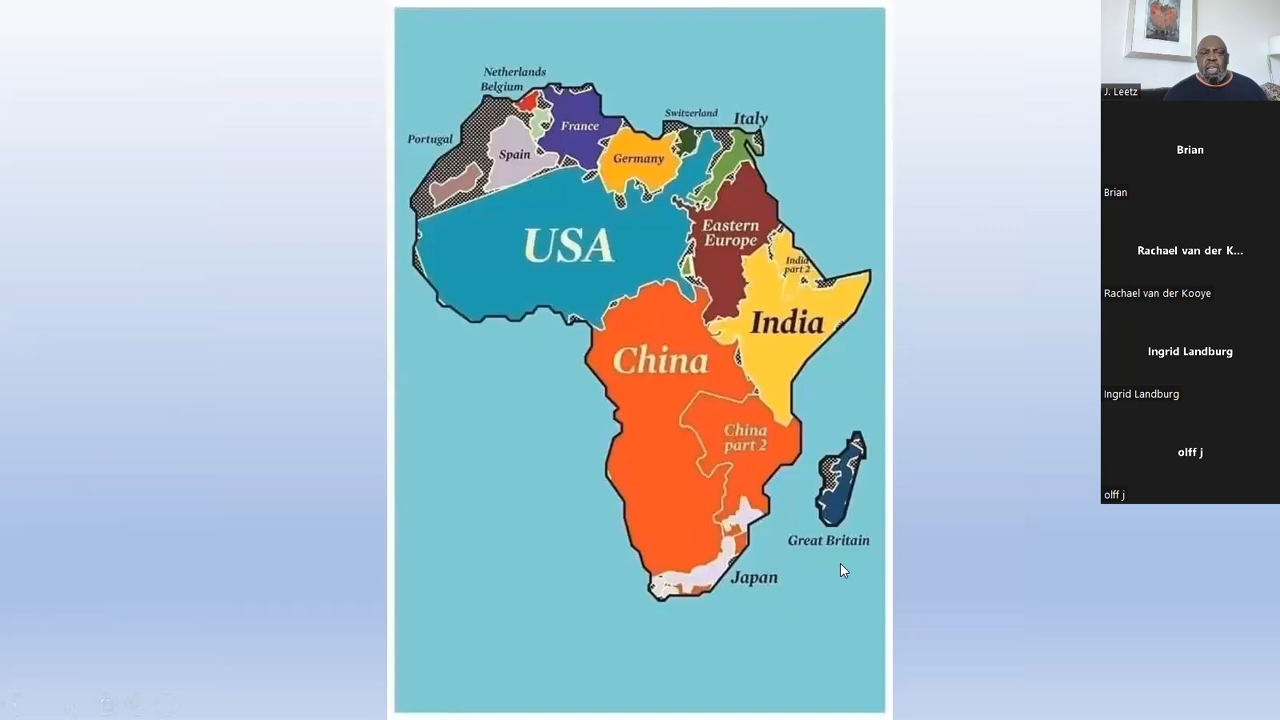 Netherlands
Belgium
Switzerland
Italy
Portugal
France
Spain
Germany
USA
Eastern
Europe
India
part 2
India
China
China
part 2
Great Britain
Japan
J. Leetz
Brian
Brian
Rachael van der K...
Rachael van der Kooye
Ingrid Landburg
Ingrid Landburg
olff j
olff j